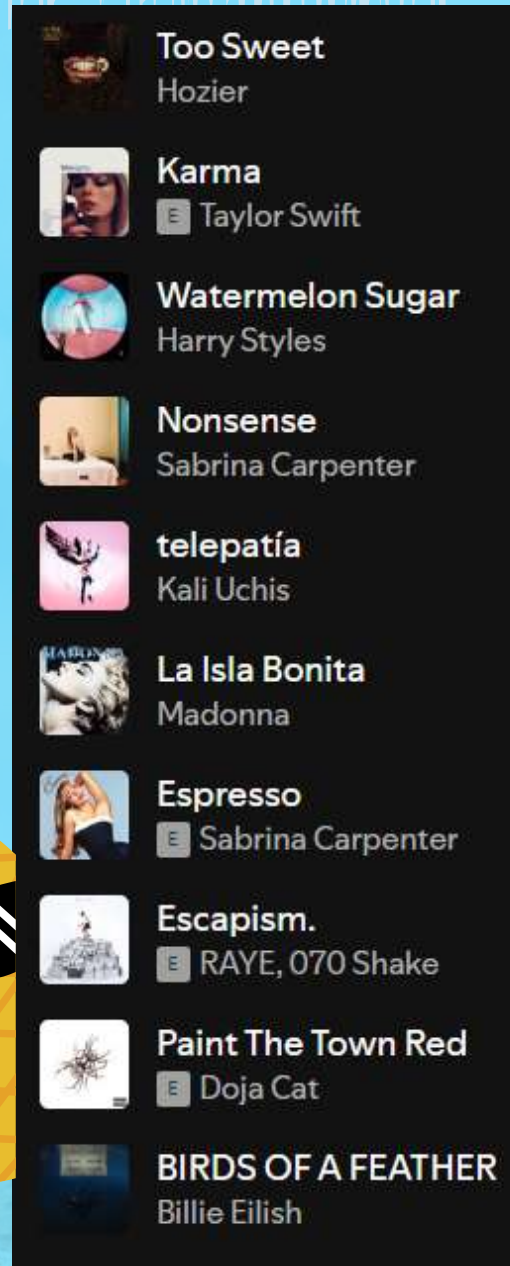 Too Sweet
Hozier
Karma
E Taylor Swift
Watermelon Sugar
Harry Styles
Nonsense
Sabrina Carpenter
telepatía
Kali Uchis
MADONNA
La Isla Bonita
Madonna
Espresso
E Sabrina Carpenter
Escapism.
E RAYE, 070 Shake
Paint The Town Red
E Doja Cat
BIRDS OF A FEATHER
Billie Eilish